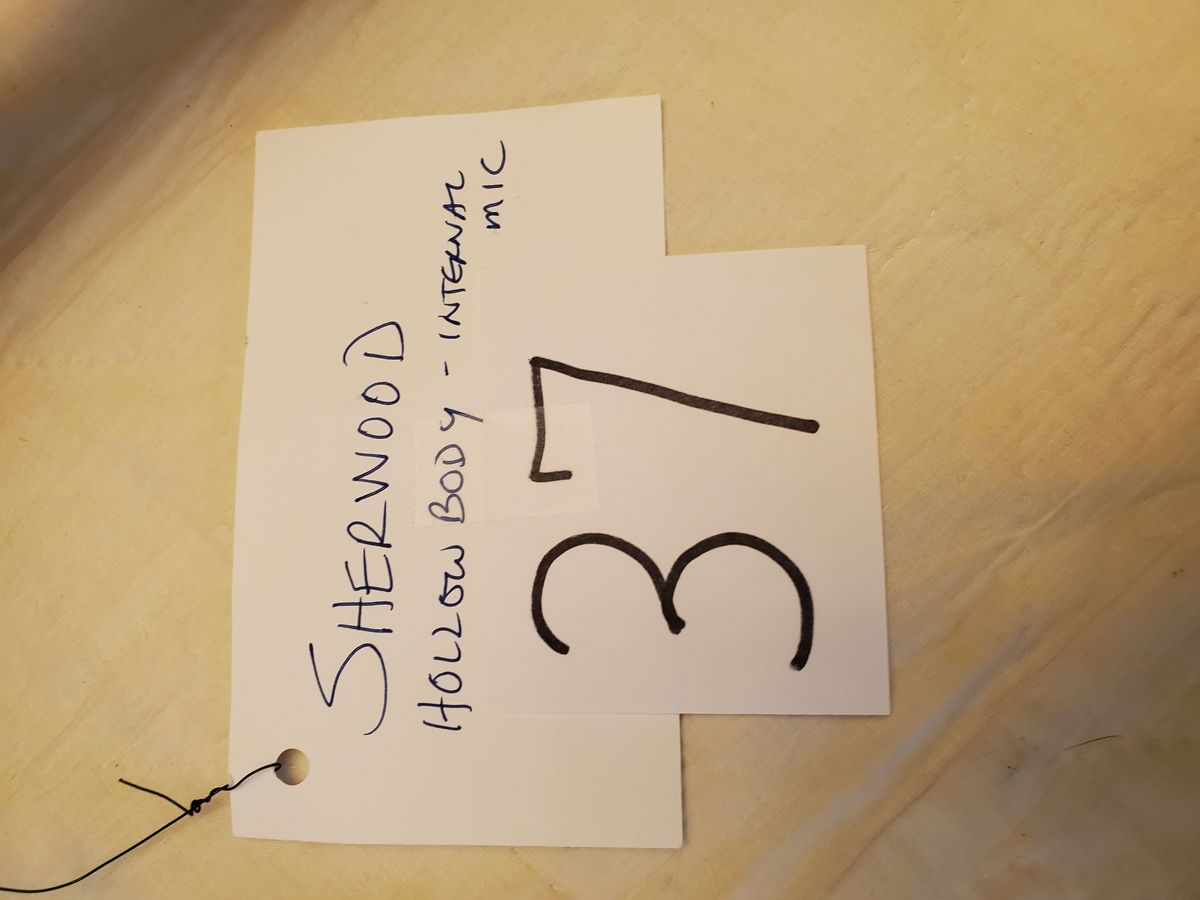 SHERWOOD
HOLLOW BODY - INTERNAL
MIC
37